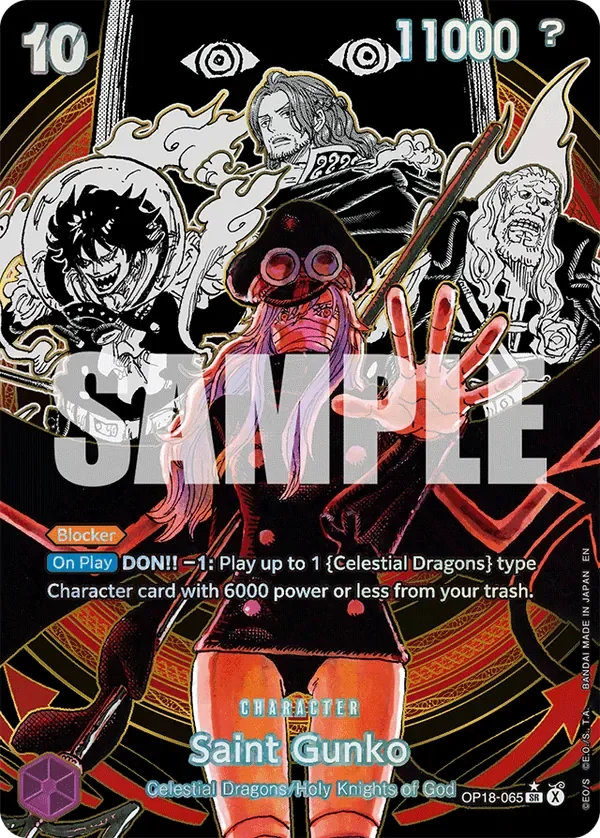 10
11000 ?
SAMPLE
Blocker
On Play DON!! −1: Play up to 1 {Celestial Dragons} type
Character card with 6000 power or less from your trash.
CHARACTER
Saint Gunko
Celestial Dragons/Holy Knights of God
OP18-065 SR X
©E.O/S ©E.O./S.,T.A. BANDAI MADE IN JAPAN EN